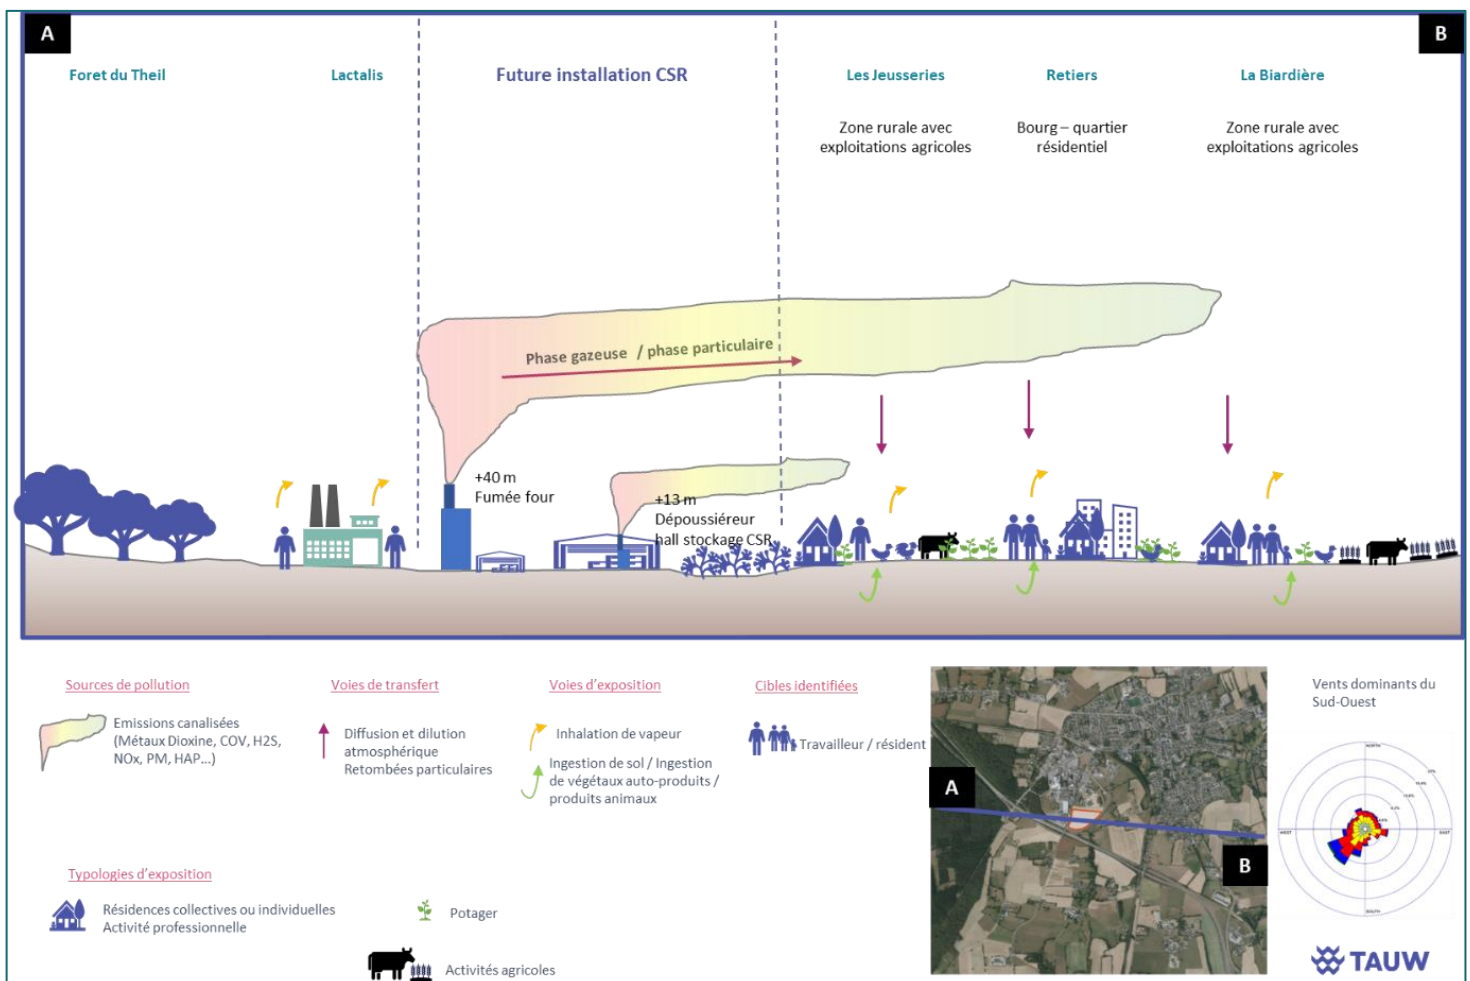 A
B
Foret du Theil
Lactalis
Future installation CSR
Les Jeusseries
Retiers
La Biardière
Zone rurale avec
exploitations agricoles
Bourg – quartier
résidentiel
Zone rurale avec
exploitations agricoles
Phase gazeuse / phase particulaire
+40 m
Fumée four
+13 m
Dépoussiéreur
hall stockage CSR
Sources de pollution
Emissions canalisées
(Métaux Dioxine, COV, H2S,
NOx, PM, HAP...)
Voies de transfert
Diffusion et dilution
atmosphérique
Retombées particulaires
Voies d'exposition
Inhalation de vapeur
Ingestion de sol / Ingestion
de végétaux auto-produits /
produits animaux
Cibles identifiées
Travailleur / résident
A
B
Vents dominants du
Sud-Ouest
NORTH
WEST
EAST
SOUTH
Typologies d'exposition
Résidences collectives ou individuelles
Activité professionnelle
Potager
Activités agricoles
TAUW